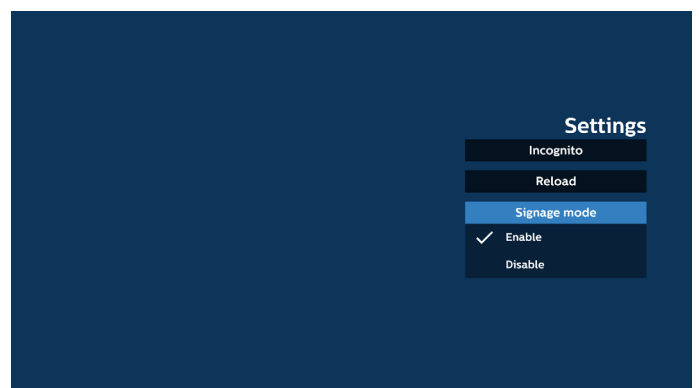 Settings
Incognito
Reload
Signage mode
Enable
Disable